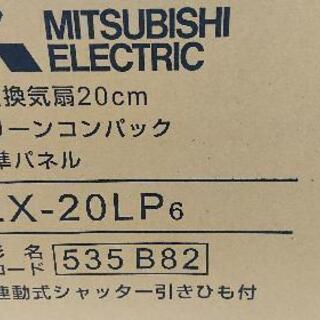 MITSUBISHI
ELECTRIC
換気扇20cm
リーンコンパック
準パネル
X-20LP6
形名
コード 535 B82
連動式シャッター引きひも付